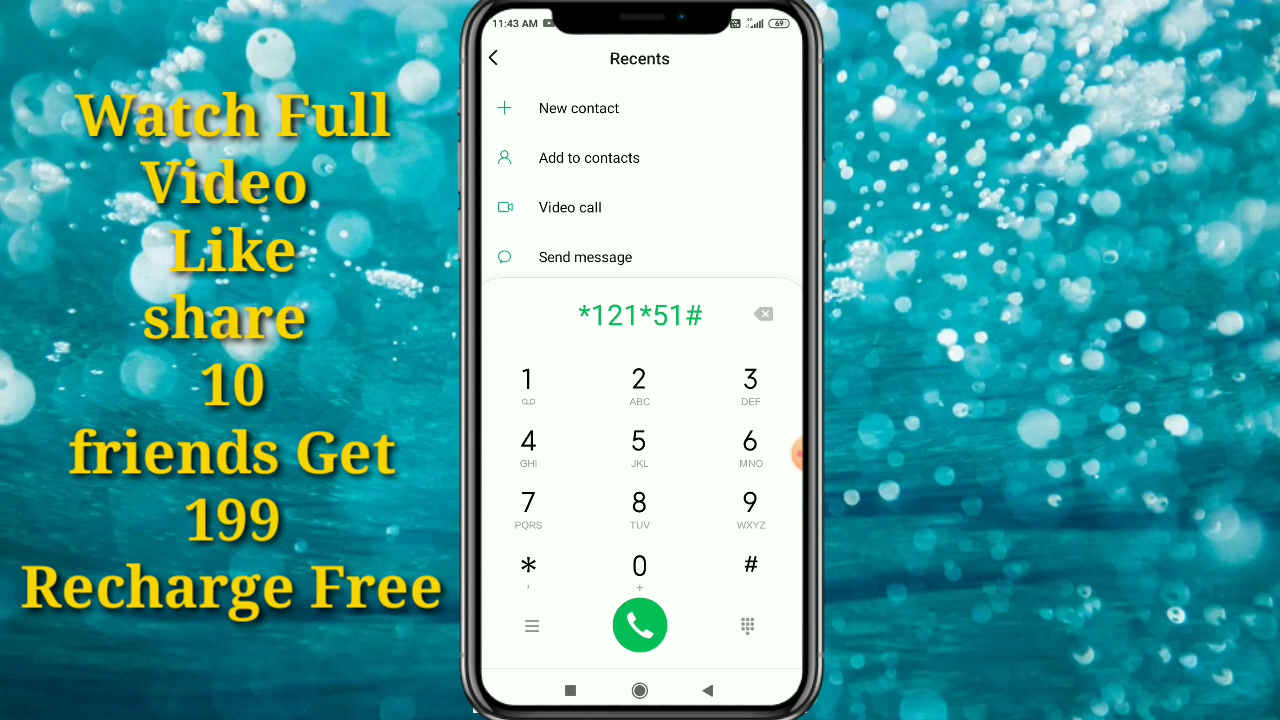 Watch Full
Video
Like
share
10
friends Get
199
Recharge Free
11:43 AM
4G
69
Recents
New contact
Add to contacts
Video call
Send message
*121*51#
1 2 3
ABC DEF
4 5 6
GHI JKL MNO
7 8 9
PQRS TUV WXYZ
* 0 #
, +